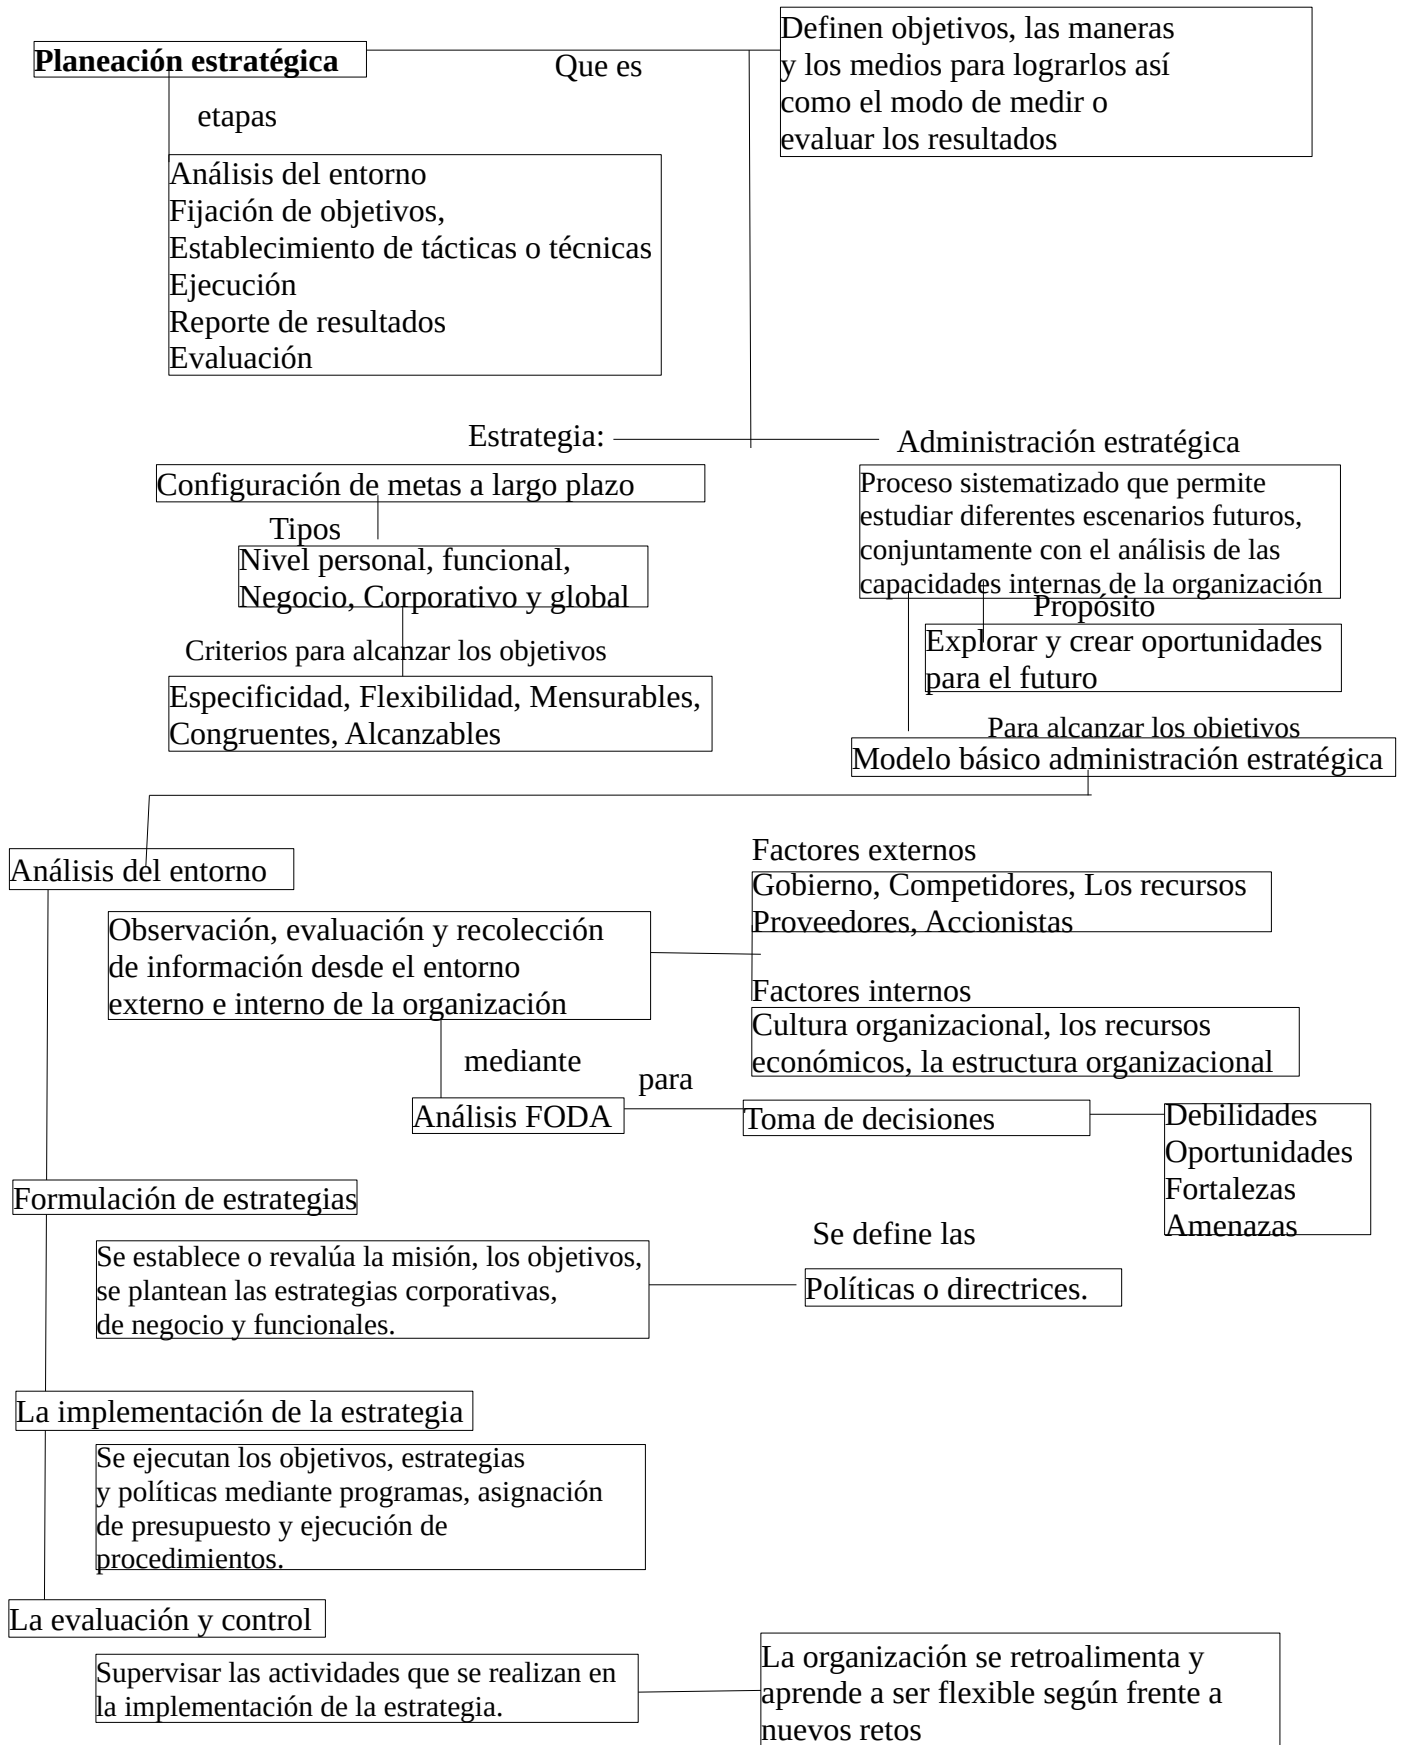 Planeación estratégica
Que es
Definen objetivos, las maneras
y los medios para lograrlos así
como el modo de medir o
evaluar los resultados
etapas
Análisis del entorno
Fijación de objetivos,
Establecimiento de tácticas o técnicas
Ejecución
Reporte de resultados
Evaluación
Estrategia:
Configuración de metas a largo plazo
Tipos
Nivel personal, funcional,
Negocio, Corporativo y global
Criterios para alcanzar los objetivos
Especificidad, Flexibilidad, Mensurables,
Congruentes, Alcanzables
Administración estratégica
Proceso sistematizado que permite
estudiar diferentes escenarios futuros,
conjuntamente con el análisis de las
capacidades internas de la organización
Propósito
Explorar y crear oportunidades
para el futuro
Para alcanzar los objetivos
Modelo básico administración estratégica
Análisis del entorno
Observación, evaluación y recolección
de información desde el entorno
externo e interno de la organización
Factores externos
Gobierno, Competidores, Los recursos
Proveedores, Accionistas
Factores internos
Cultura organizacional, los recursos
económicos, la estructura organizacional
mediante
Análisis FODA
para
Toma de decisiones
Debilidades
Oportunidades
Fortalezas
Amenazas
Formulación de estrategias
Se establece o revalúa la misión, los objetivos,
se plantean las estrategias corporativas,
de negocio y funcionales.
Se define las
Políticas o directrices.
La implementación de la estrategia
Se ejecutan los objetivos, estrategias
y políticas mediante programas, asignación
de presupuesto y ejecución de
procedimientos.
La evaluación y control
Supervisar las actividades que se realizan en
la implementación de la estrategia.
La organización se retroalimenta y
aprende a ser flexible según frente a
nuevos retos